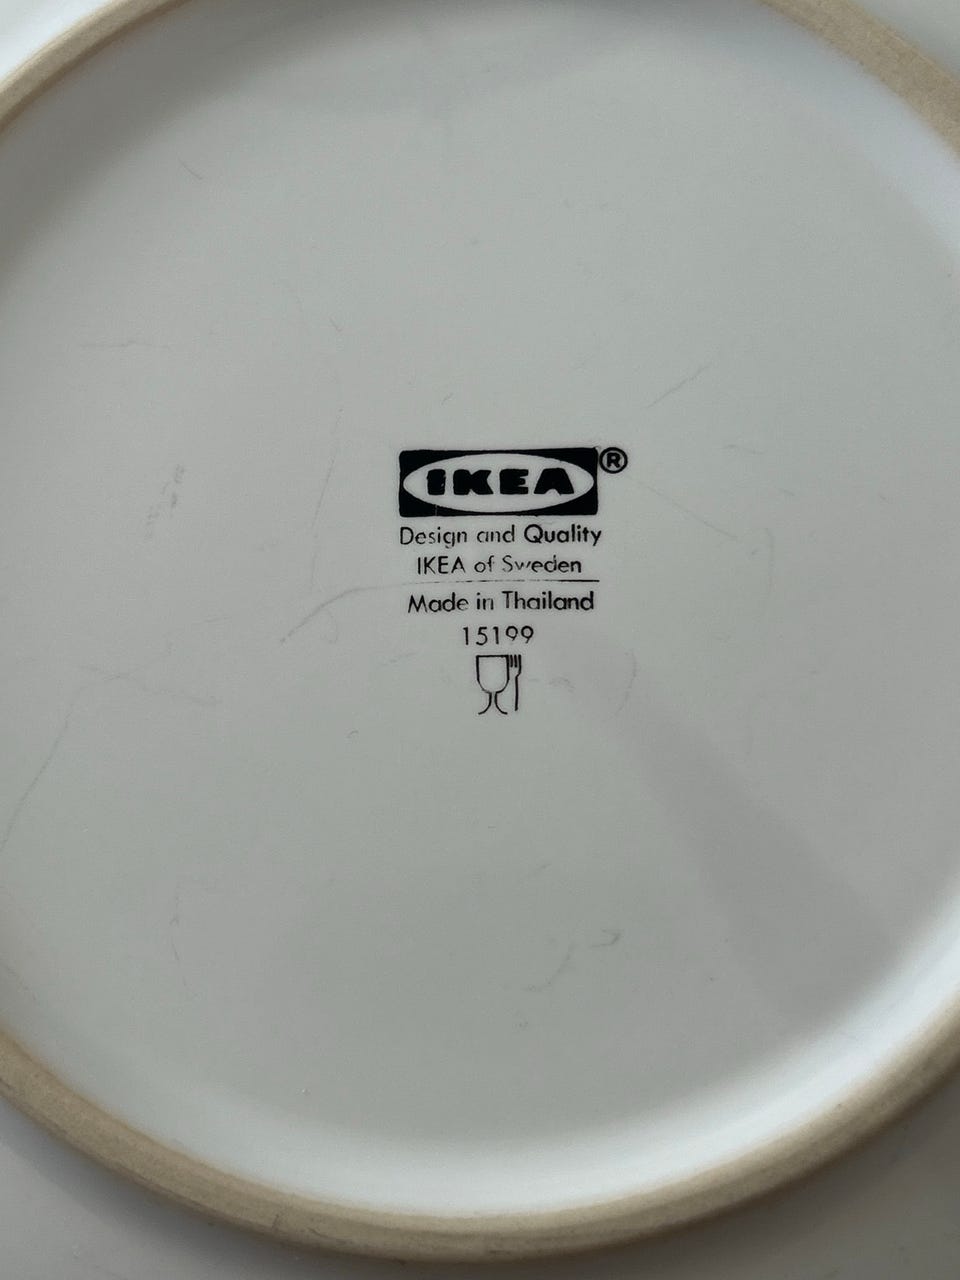 IKEA®
Design and Quality
IKEA of Sweden
Made in Thailand
15199